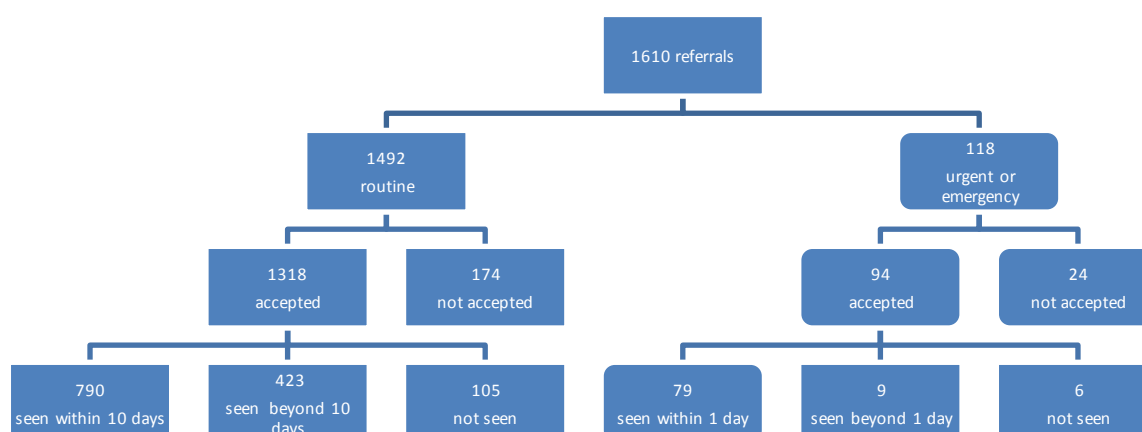 1610 referrals
1492
routine
118
urgent or
emergency
1318
accepted
174
not accepted
94
accepted
24
not accepted
790
seen within 10 days
423
seen beyond 10
days
105
not seen
79
seen within 1 day
9
seen beyond 1 day
6
not seen